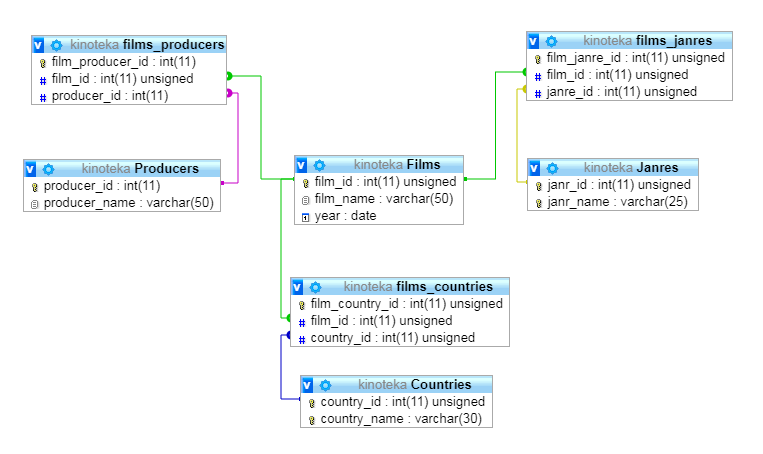 v kinoteka films_producers
film_producer_id : int(11)
# film_id : int(11) unsigned
# producer_id : int(11)
v kinoteka films_janres
film_janre_id : int(11) unsigned
# film_id : int(11) unsigned
# janre_id : int(11) unsigned
v kinoteka Producers
producer_id : int(11)
producer_name : varchar(50)
v kinoteka Films
film_id : int(11) unsigned
film_name : varchar(50)
year : date
v kinoteka Janres
janr_id : int(11) unsigned
janr_name : varchar(25)
v kinoteka films_countries
film_country_id : int(11) unsigned
# film_id : int(11) unsigned
# country_id : int(11) unsigned
v kinoteka Countries
country_id : int(11) unsigned
country_name : varchar(30)